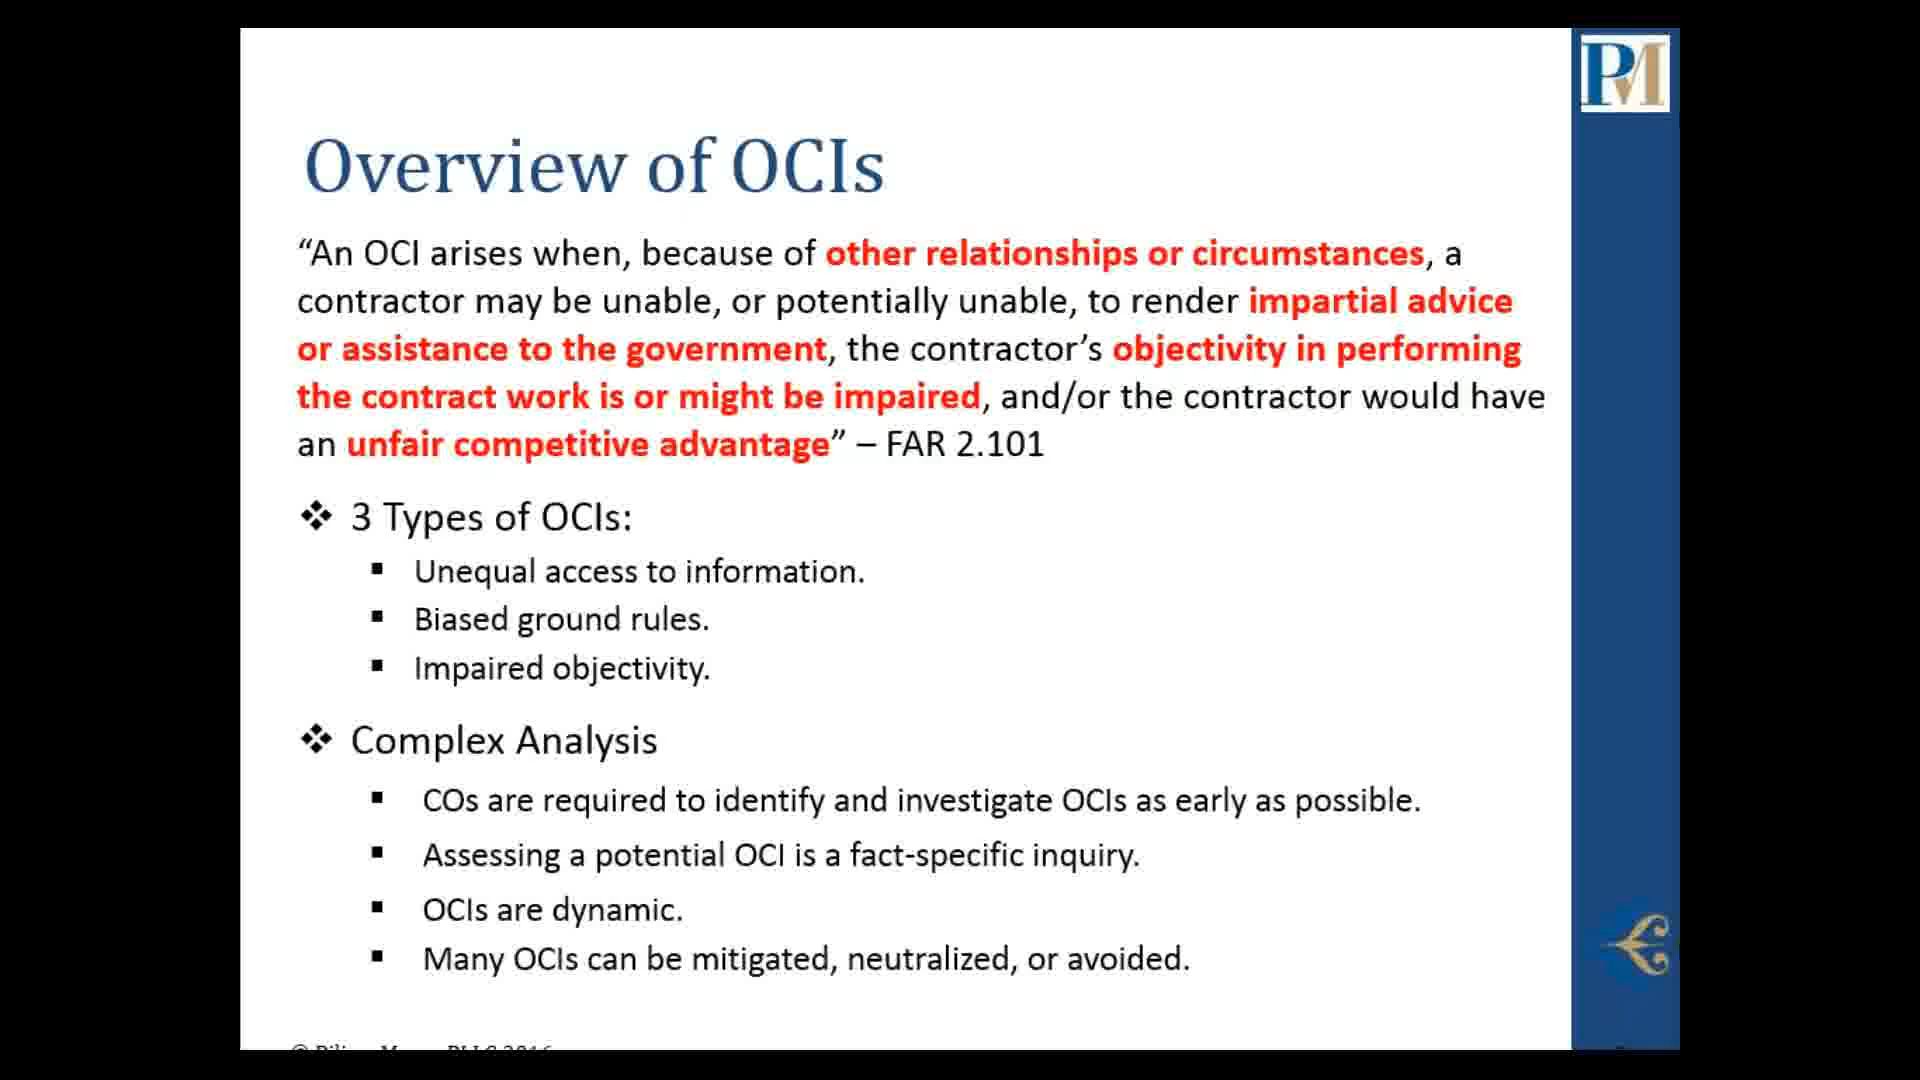 PM
Overview of OCIs
“An OCI arises when, because of other relationships or circumstances, a
contractor may be unable, or potentially unable, to render impartial advice
or assistance to the government, the contractor’s objectivity in performing
the contract work is or might be impaired, and/or the contractor would have
an unfair competitive advantage” – FAR 2.101
❖ 3 Types of OCIs:
▪ Unequal access to information.
▪ Biased ground rules.
▪ Impaired objectivity.
❖ Complex Analysis
▪ COs are required to identify and investigate OCIs as early as possible.
▪ Assessing a potential OCI is a fact-specific inquiry.
▪ OCIs are dynamic.
▪ Many OCIs can be mitigated, neutralized, or avoided.